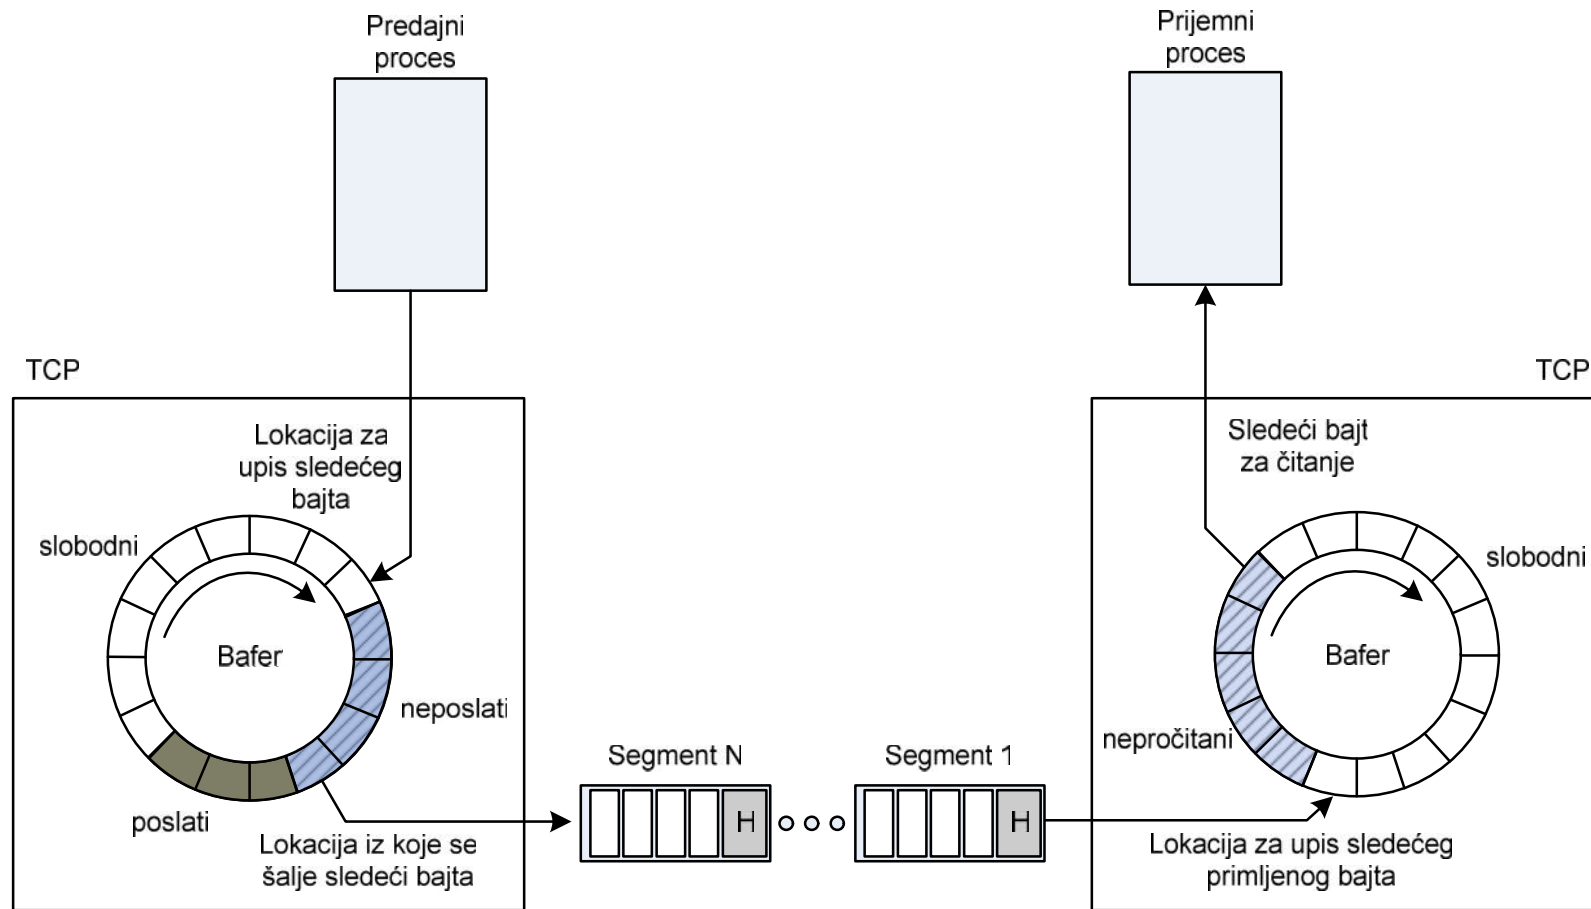 Predajni
proces
Prijemni
proces
TCP
TCP
Lokacija za
upis sledećeg
bajta
Sledeći bajt
za čitanje
slobodni
slobodni
Bafer
Bafer
neposlati
nepročitani
poslati
Segment N
Segment 1
H
H
Lokacija iz koje se
šalje sledeći bajta
Lokacija za upis sledećeg
primljenog bajta